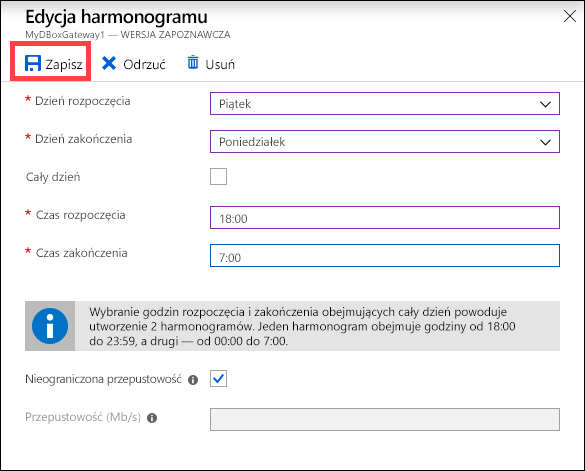 Edycja harmonogramu
MyDBoxGateway1 — WERSJA ZAPOZNAWCZA
Zapisz Odrzuć Usuń
* Dzień rozpoczęcia Piątek
* Dzień zakończenia Poniedziałek
Cały dzień
* Czas rozpoczęcia 18:00
* Czas zakończenia 7:00
Wybranie godzin rozpoczęcia i zakończenia obejmujących cały dzień powoduje
utworzenie 2 harmonogramów. Jeden harmonogram obejmuje godziny od 18:00
do 23:59, a drugi — od 00:00 do 7:00.
Nieograniczona przepustowość
Przepustowość (Mb/s)